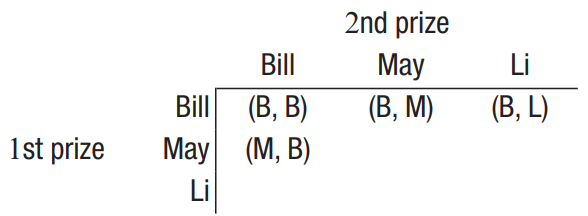 2nd prize
Bill May Li
Bill (B, B) (B, M) (B, L)
1st prize May (M, B)
Li